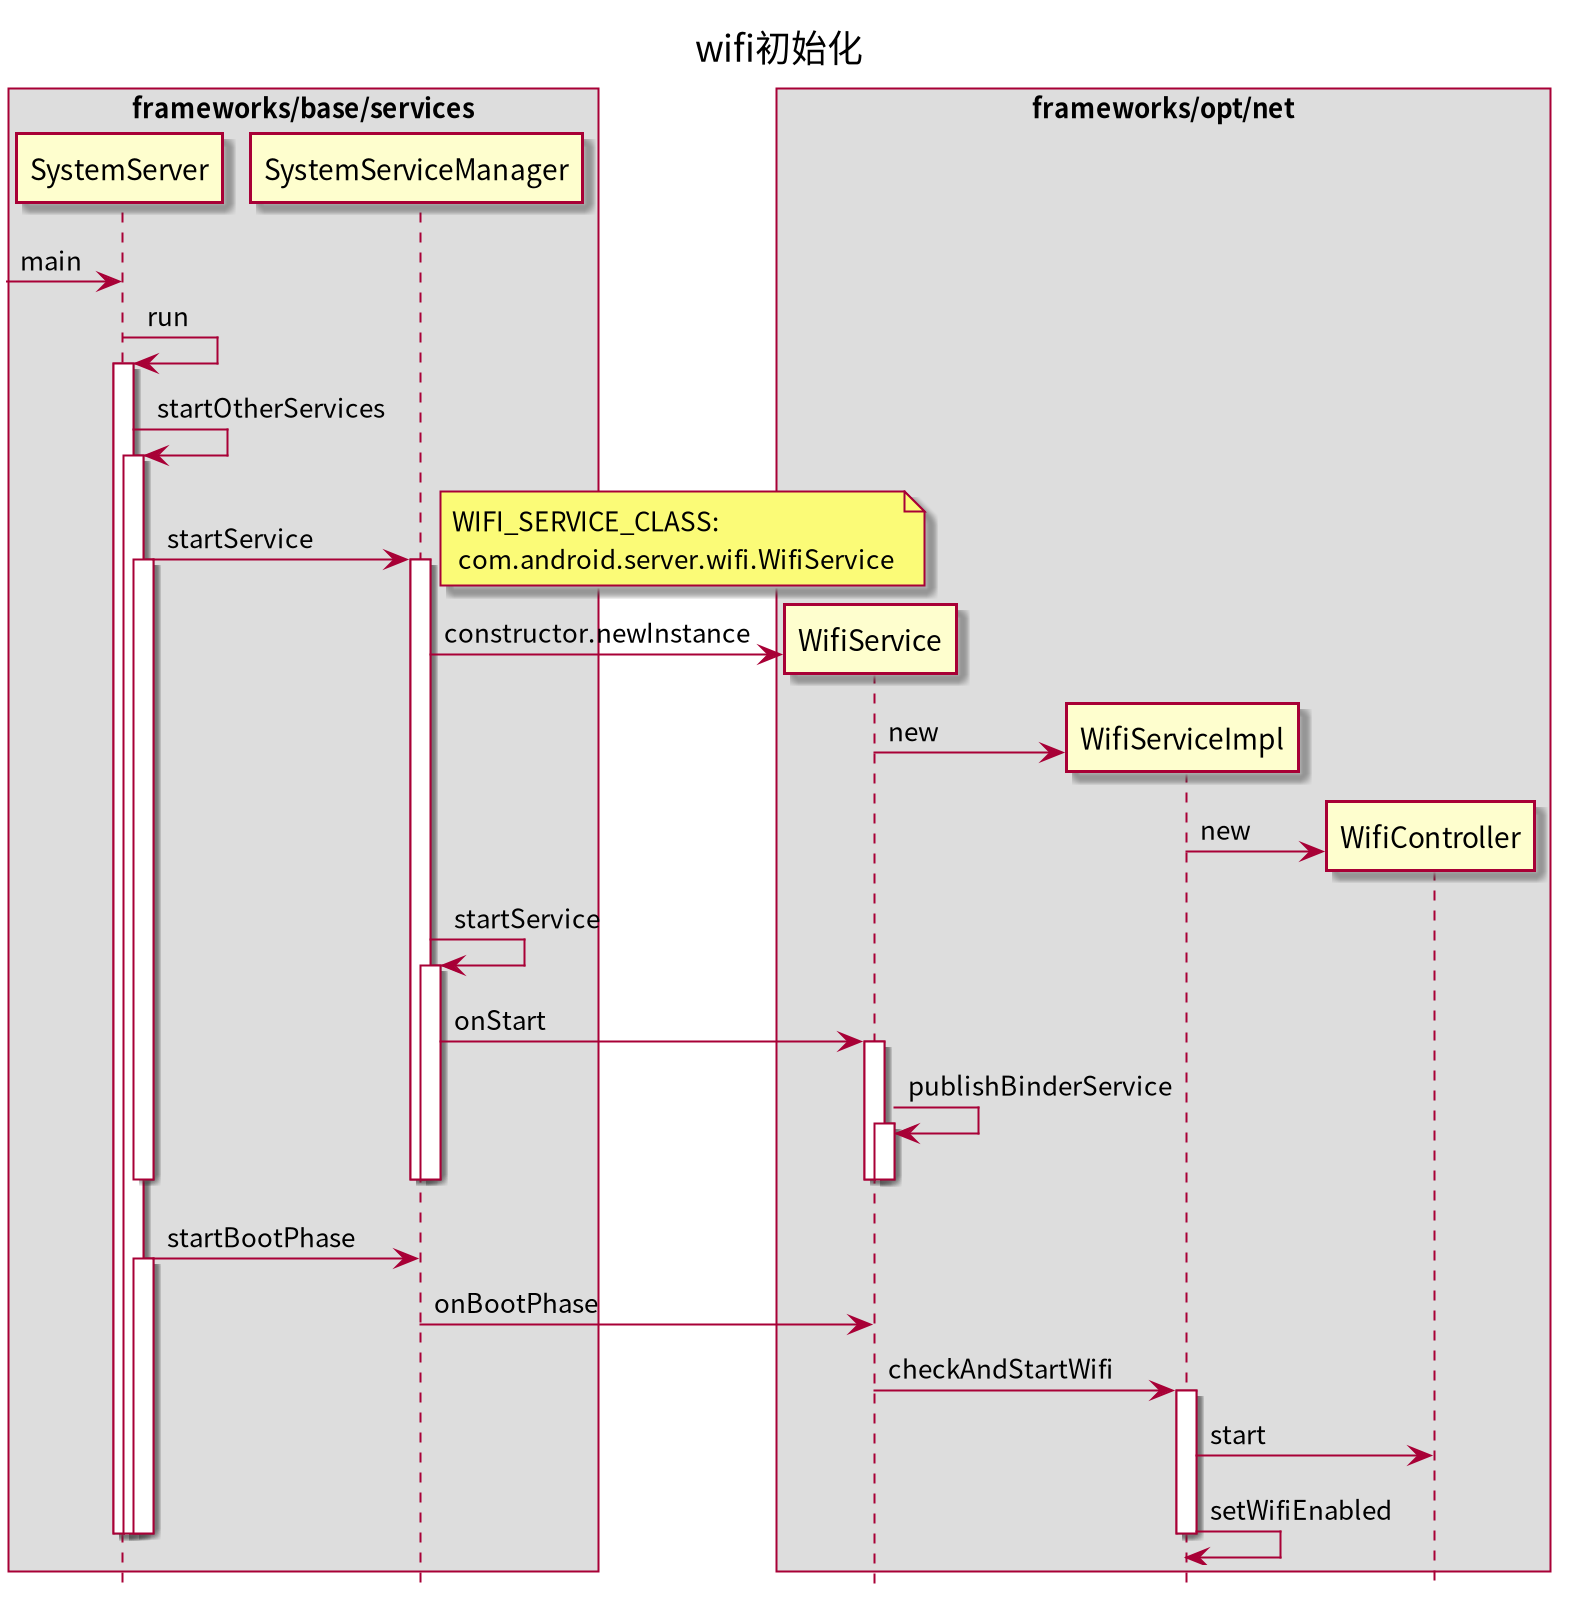 wifi初始化
frameworks/base/services
frameworks/opt/net
SystemServer
SystemServiceManager
main
run
startOtherServices
WIFI_SERVICE_CLASS:
com.android.server.wifi.WifiService
startService
constructor.newInstance
WifiService
new
WifiServiceImpl
new
WifiController
startService
onStart
publishBinderService
startBootPhase
onBootPhase
checkAndStartWifi
start
setWifiEnabled